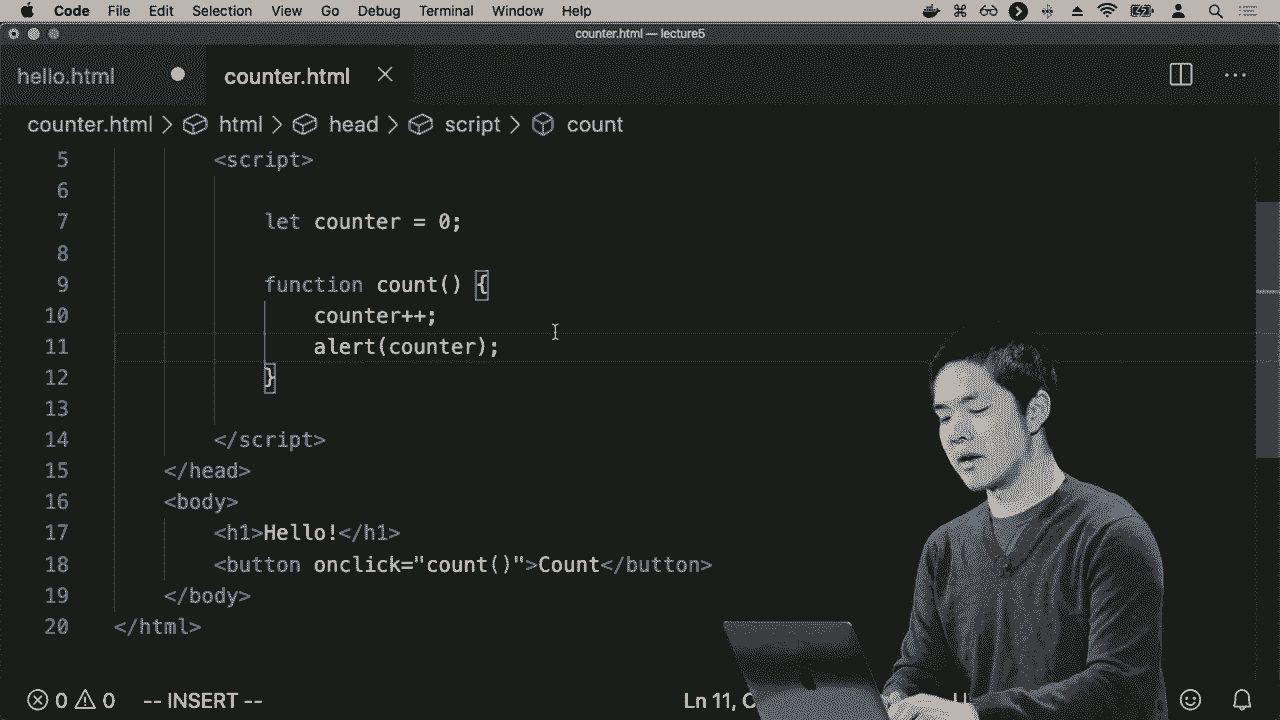 Code File Edit Selection View Go Debug Terminal Window Help
counter.html — lecture5
hello.html counter.html
counter.html > html > head > script > count
5 <script>
6
7 let counter = 0;
8
9 function count() {
10 counter++;
11 alert(counter);
12 }
13
14 </script>
15 </head>
16 <body>
17 <h1>Hello!</h1>
18 <button onclick="count()">Count</button>
19 </body>
20 </html>
0 0 -- INSERT -- Ln 11, C